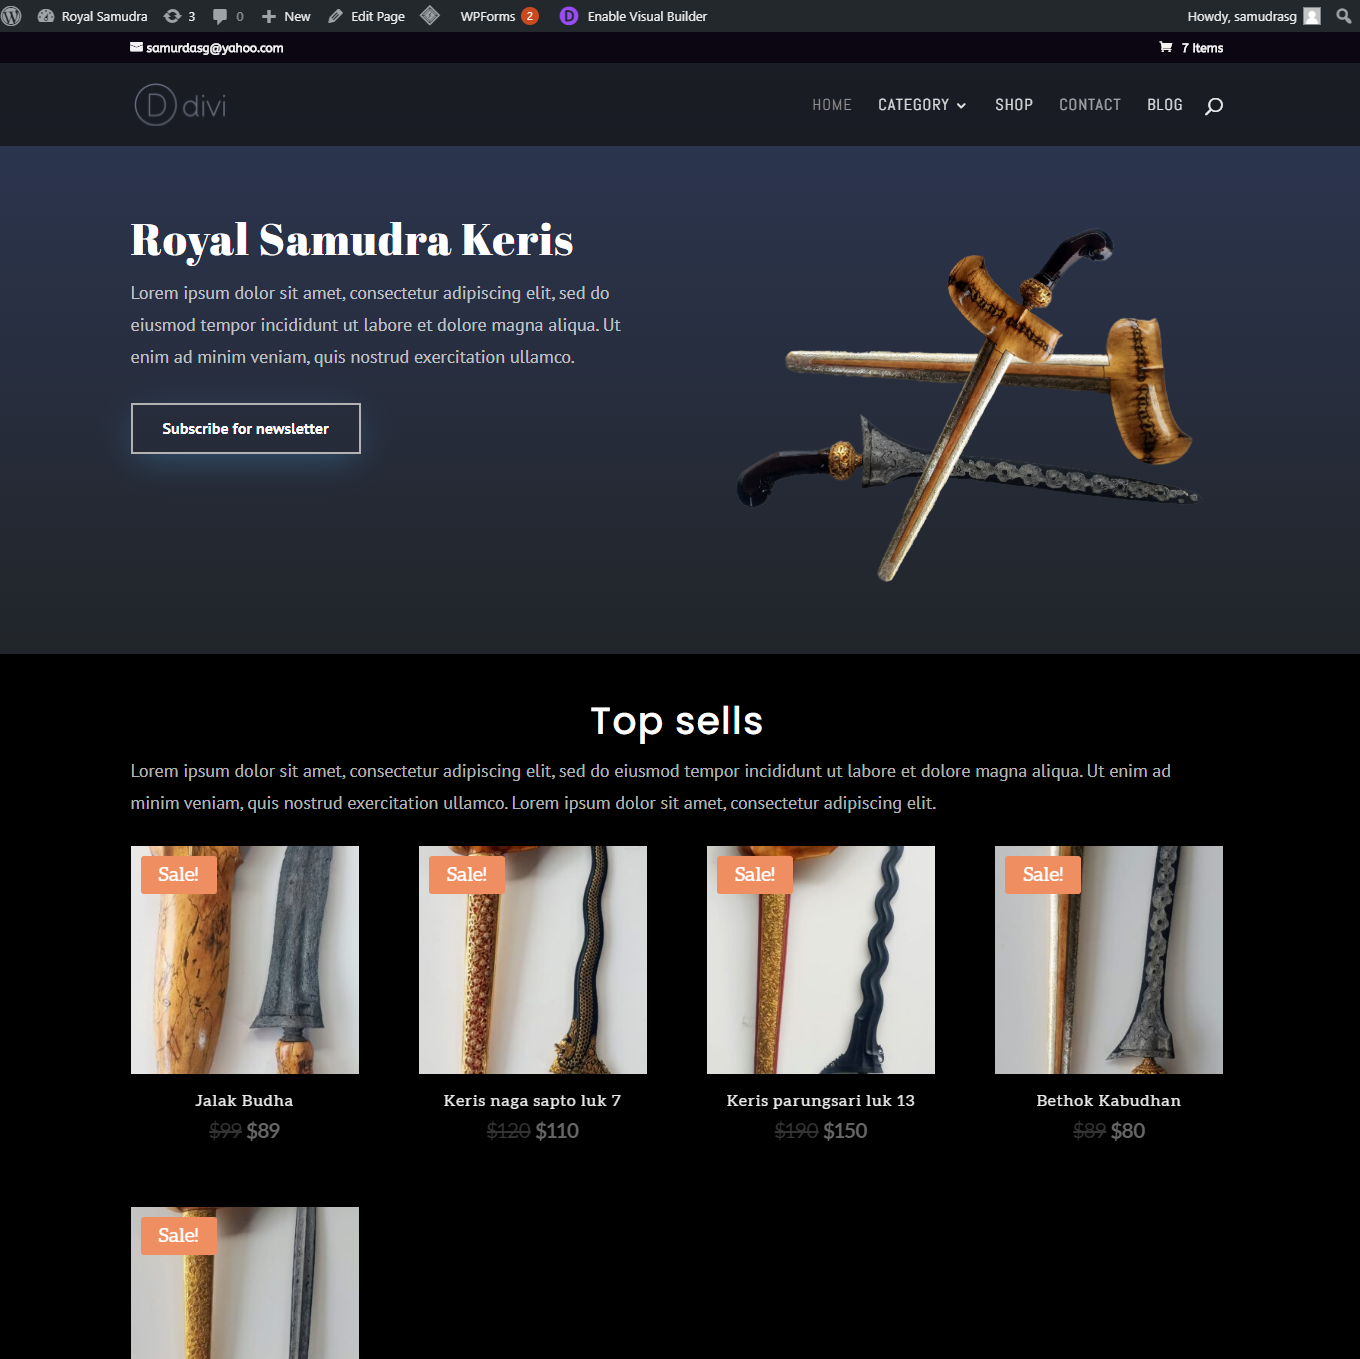 Royal Samudra 3 0 New Edit Page WPForms 2 D Enable Visual Builder Howdy, samudrasg
samurdasg@yahoo.com 7 Items
D divi HOME CATEGORY SHOP CONTACT BLOG
Royal Samudra Keris
Lorem ipsum dolor sit amet, consectetur adipiscing elit, sed do
eiusmod tempor incididunt ut labore et dolore magna aliqua. Ut
enim ad minim veniam, quis nostrud exercitation ullamco.
Subscribe for newsletter
Top sells
Lorem ipsum dolor sit amet, consectetur adipiscing elit, sed do eiusmod tempor incididunt ut labore et dolore magna aliqua. Ut enim ad
minim veniam, quis nostrud exercitation ullamco. Lorem ipsum dolor sit amet, consectetur adipiscing elit.
Sale! Sale! Sale! Sale!
Jalak Budha Keris naga sapto luk 7 Keris parungsari luk 13 Bethok Kabudhan
$99 $89 $120 $110 $190 $150 $89 $80
Sale!